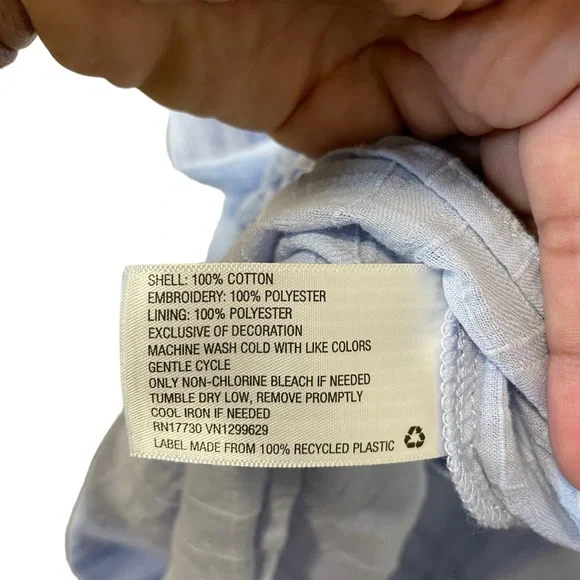 SHELL: 100% COTTON
EMBROIDERY: 100% POLYESTER
LINING: 100% POLYESTER
EXCLUSIVE OF DECORATION
MACHINE WASH COLD WITH LIKE COLORS
GENTLE CYCLE
ONLY NON-CHLORINE BLEACH IF NEEDED
TUMBLE DRY LOW, REMOVE PROMPTLY
COOL IRON IF NEEDED
RN17730 VN1299629
LABEL MADE FROM 100% RECYCLED PLASTIC